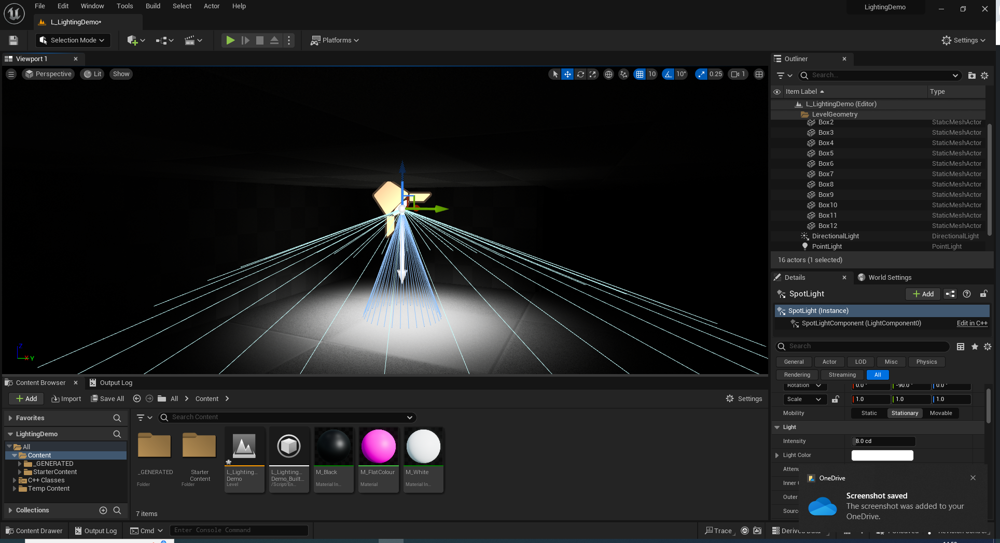 File Edit Window Tools Build Select Actor Help
LightingDemo
L_LightingDemo*
Selection Mode
Platforms
Settings
Viewport 1
Perspective
Lit
Show
10
10°
0.25
1
Z
X
Y
Outliner
Search...
Item Label
Type
L_LightingDemo (Editor)
LevelGeometry
Box2 StaticMeshActor
Box3 StaticMeshActor
Box4 StaticMeshActor
Box5 StaticMeshActor
Box6 StaticMeshActor
Box7 StaticMeshActor
Box8 StaticMeshActor
Box9 StaticMeshActor
Box10 StaticMeshActor
Box11 StaticMeshActor
Box12 StaticMeshActor
DirectionalLight DirectionalLight
PointLight PointLight
16 actors (1 selected)
Details
World Settings
SpotLight
Add
SpotLight (Instance)
SpotLightComponent (LightComponent0) Edit in C++
Search
General Actor LOD Misc Physics
Rendering Streaming All
Rotation 0.0° -90.0° 0.0°
Scale 1.0 1.0 1.0
Mobility Static Stationary Movable
Light
Intensity 8.0 cd
Light Color
Attenu
Inner
Outer
Sourc
OneDrive
Screenshot saved
The screenshot was added to your
OneDrive.
Content Browser
Output Log
Add
Import
Save All
All
Content
Settings
Favorites
LightingDemo
All
Content
_GENERATED
StarterContent
C++ Classes
Temp Content
Collections
Search Content
_GENERATED
Folder
Starter
Content
Folder
L_Lighting...
Demo
Level
L_Lighting...
Demo_Built...
/Script/En...
M_Black
Material In...
M_FlatColour
Material
M_White
Material In...
7 items
Content Drawer
Output Log
Cmd
Enter Console Command
Trace
Derived Data